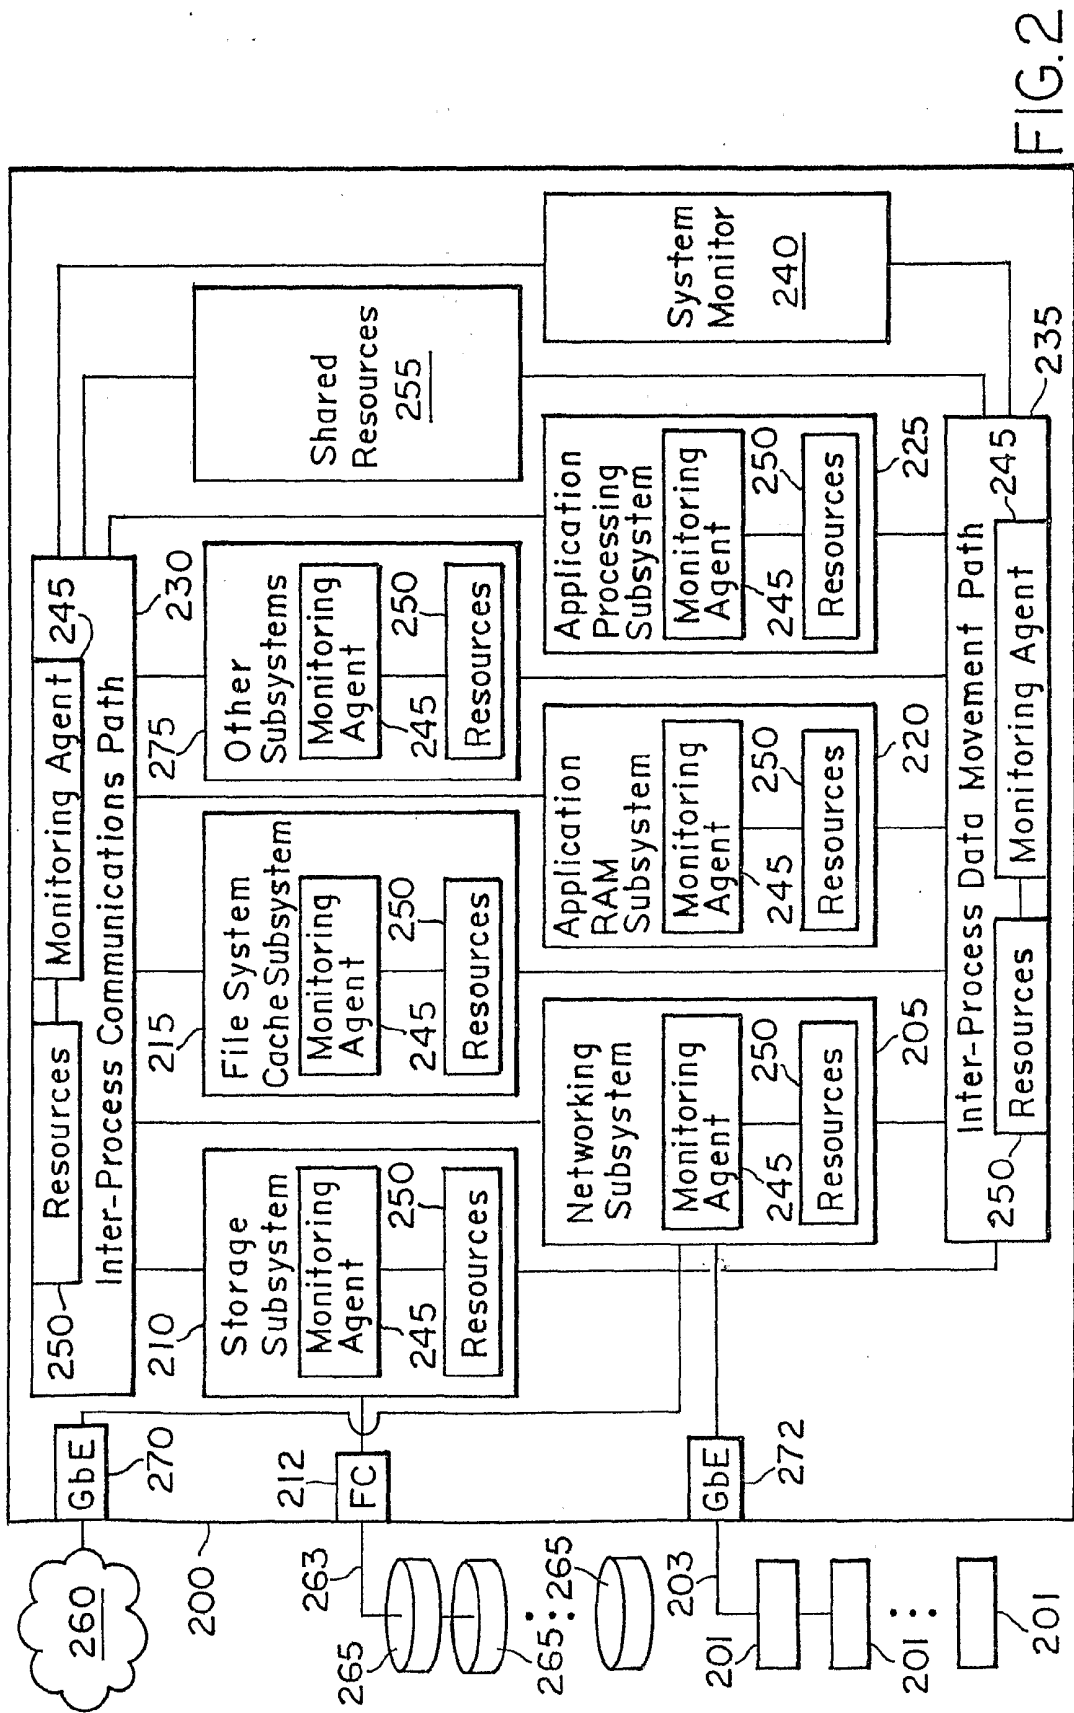 260
GbE
270
200
250
Resources
Monitoring Agent
245
Inter-Process Communications Path
230
210
Storage
Subsystem
Monitoring
Agent
245
250
Resources
215
File System
Cache Subsystem
Monitoring
Agent
245
250
Resources
275
Other
Subsystems
Monitoring
Agent
245
250
Resources
Shared
Resources
255
FC
212
263
265
265
265
Networking
Subsystem
Monitoring
Agent
245
250
Resources
205
Application
RAM
Subsystem
Monitoring
Agent
245
250
Resources
220
Application
Processing
Subsystem
Monitoring
Agent
245
250
Resources
225
System
Monitor
240
GbE
272
203
201
201
201
Inter-Process Data Movement Path
235
250
Resources
Monitoring Agent
245
FIG.2